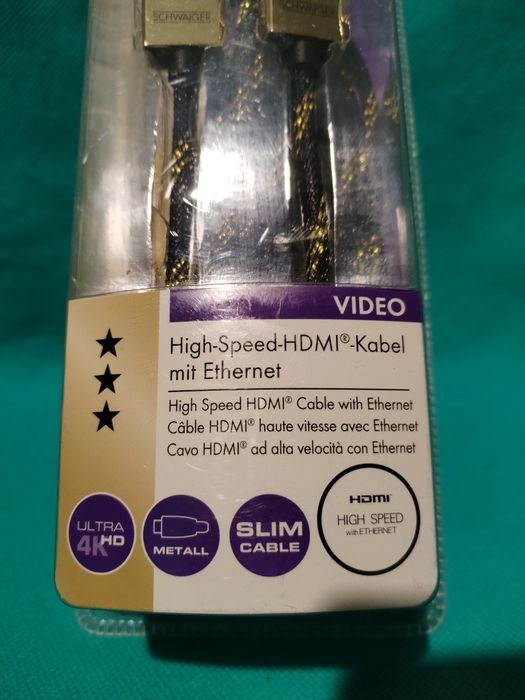 SCHWAIGER
SCHWAIGER
VIDEO
High-Speed-HDMI®-Kabel
mit Ethernet
High Speed HDMI® Cable with Ethernet
Câble HDMI® haute vitesse avec Ethernet
Cavo HDMI® ad alta velocità con Ethernet
ULTRA
4K HD
METALL
SLIM
CABLE
HDMI
HIGH SPEED
with ETHERNET